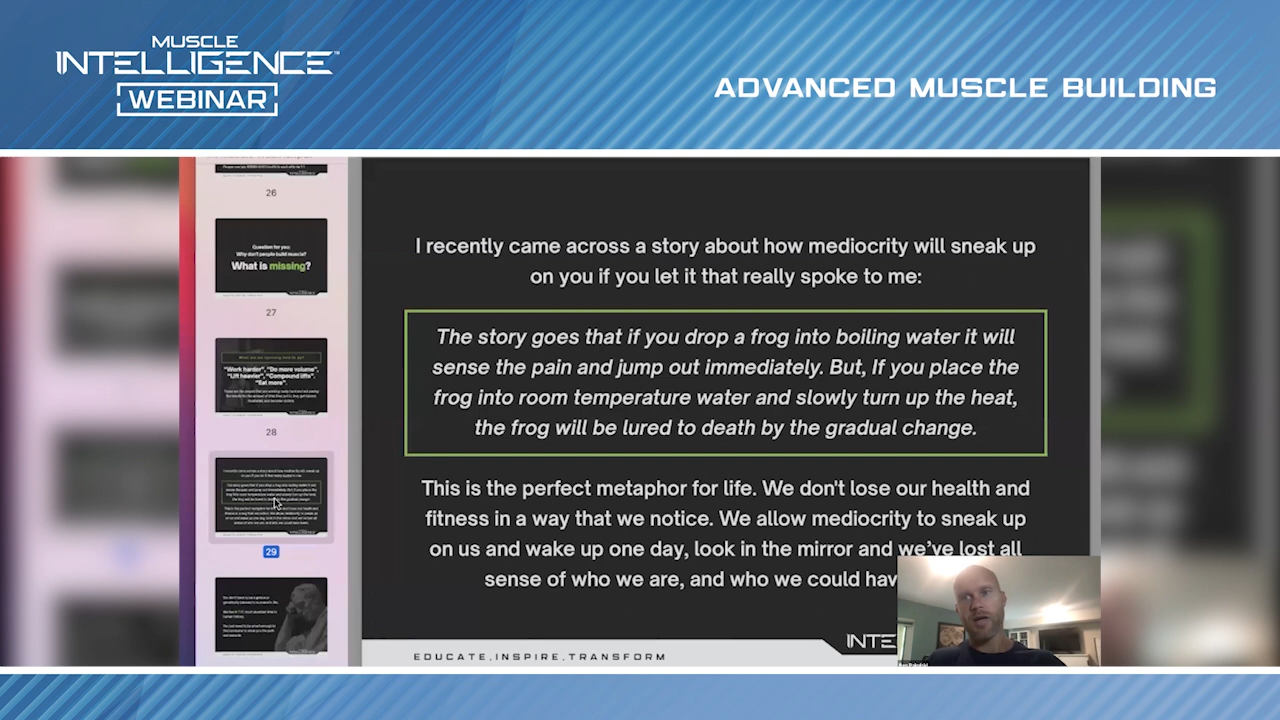 MUSCLE
INTELLIGENCE™
WEBINAR
ADVANCED MUSCLE BUILDING
26
Question for you:
Why don't people build muscle?
What is missing?
27
"Work harder", "Do more volume",
"Lift heavier", "Compound lifts",
"Eat more".
28
29
I recently came across a story about how mediocrity will sneak up
on you if you let it that really spoke to me:
The story goes that if you drop a frog into boiling water it will
sense the pain and jump out immediately. But, If you place the
frog into room temperature water and slowly turn up the heat,
the frog will be lured to death by the gradual change.
This is the perfect metaphor for life. We don't lose our health and
fitness in a way that we notice. We allow mediocrity to sneak up
on us and wake up one day, look in the mirror and we've lost all
sense of who we are, and who we could hav
EDUCATE, INSPIRE, TRANSFORM
INTE